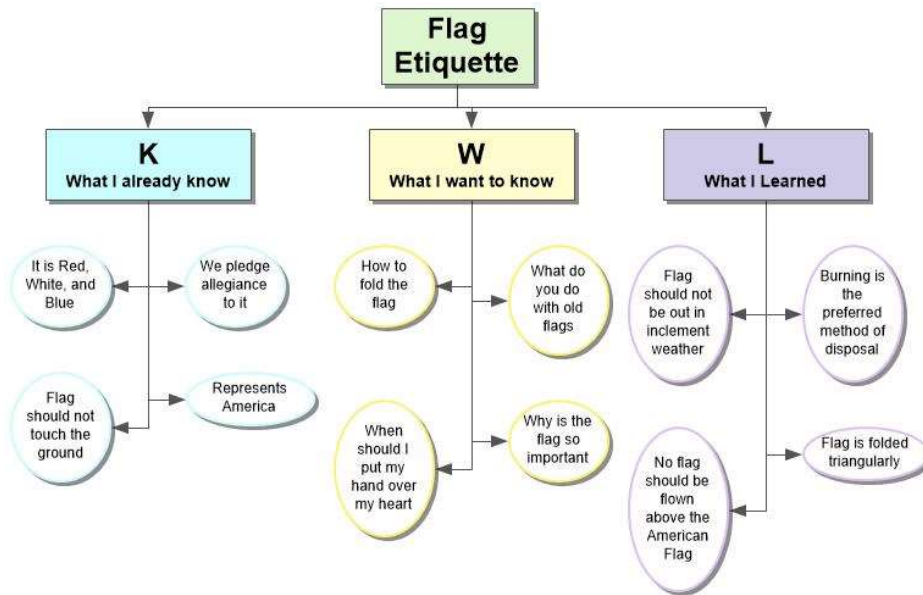 Flag
Etiquette
K
What I already know
W
What I want to know
L
What I Learned
It is Red,
White, and
Blue
We pledge
allegiance
to it
Flag
should not
touch the
ground
Represents
America
How to
fold the
flag
What do
you do
with old
flags
When
should I
put my
hand over
my heart
Why is the
flag so
important
Flag
should not
be out in
inclement
weather
Burning is
the
preferred
method of
disposal
No flag
should be
flown
above the
American
Flag
Flag is folded
triangularly